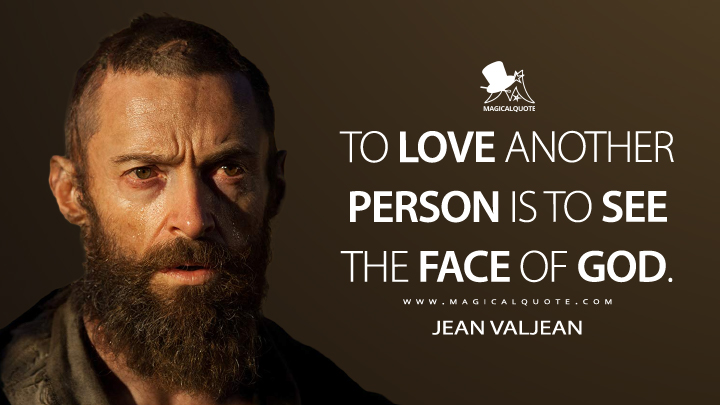 MAGICALQUOTE
TO LOVE ANOTHER
PERSON IS TO SEE
THE FACE OF GOD.
WWW.MAGICALQUOTE.COM
JEAN VALJEAN